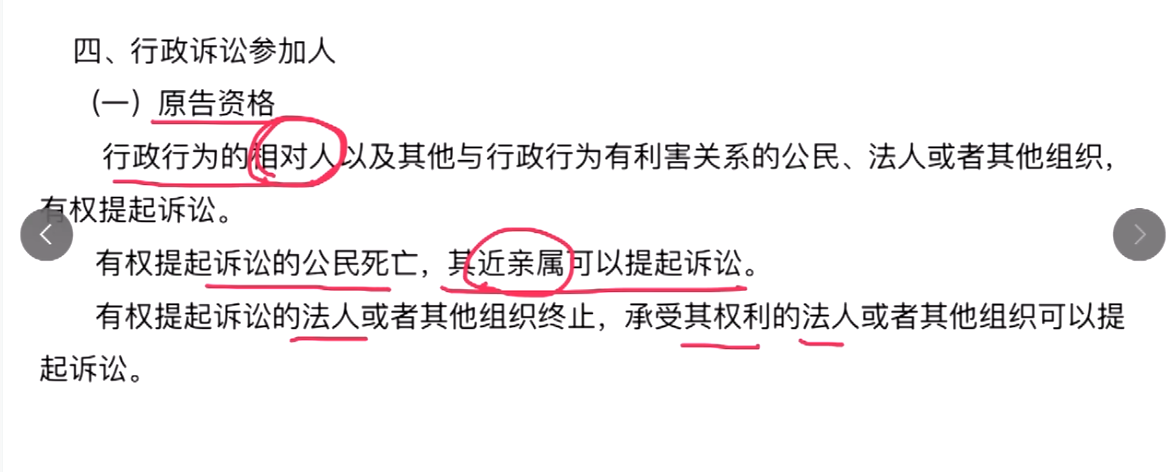 四、行政诉讼参加人
（一）原告资格
行政行为的相对人以及其他与行政行为有利害关系的公民、法人或者其他组织，
有权提起诉讼。
有权提起诉讼的公民死亡，其近亲属可以提起诉讼。
有权提起诉讼的法人或者其他组织终止，承受其权利的法人或者其他组织可以提
起诉讼。